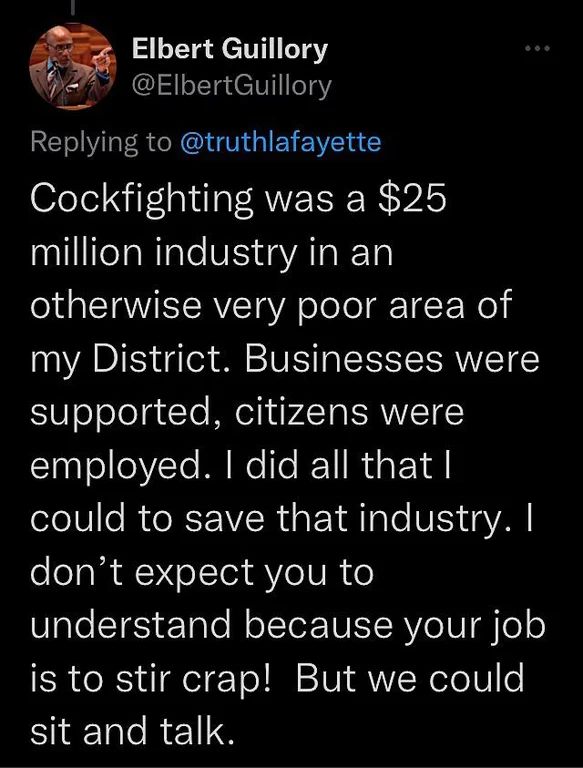 Elbert Guillory
@ElbertGuillory
Replying to @truthlafayette
Cockfighting was a $25
million industry in an
otherwise very poor area of
my District. Businesses were
supported, citizens were
employed. I did all that I
could to save that industry. I
don’t expect you to
understand because your job
is to stir crap!  But we could
sit and talk.